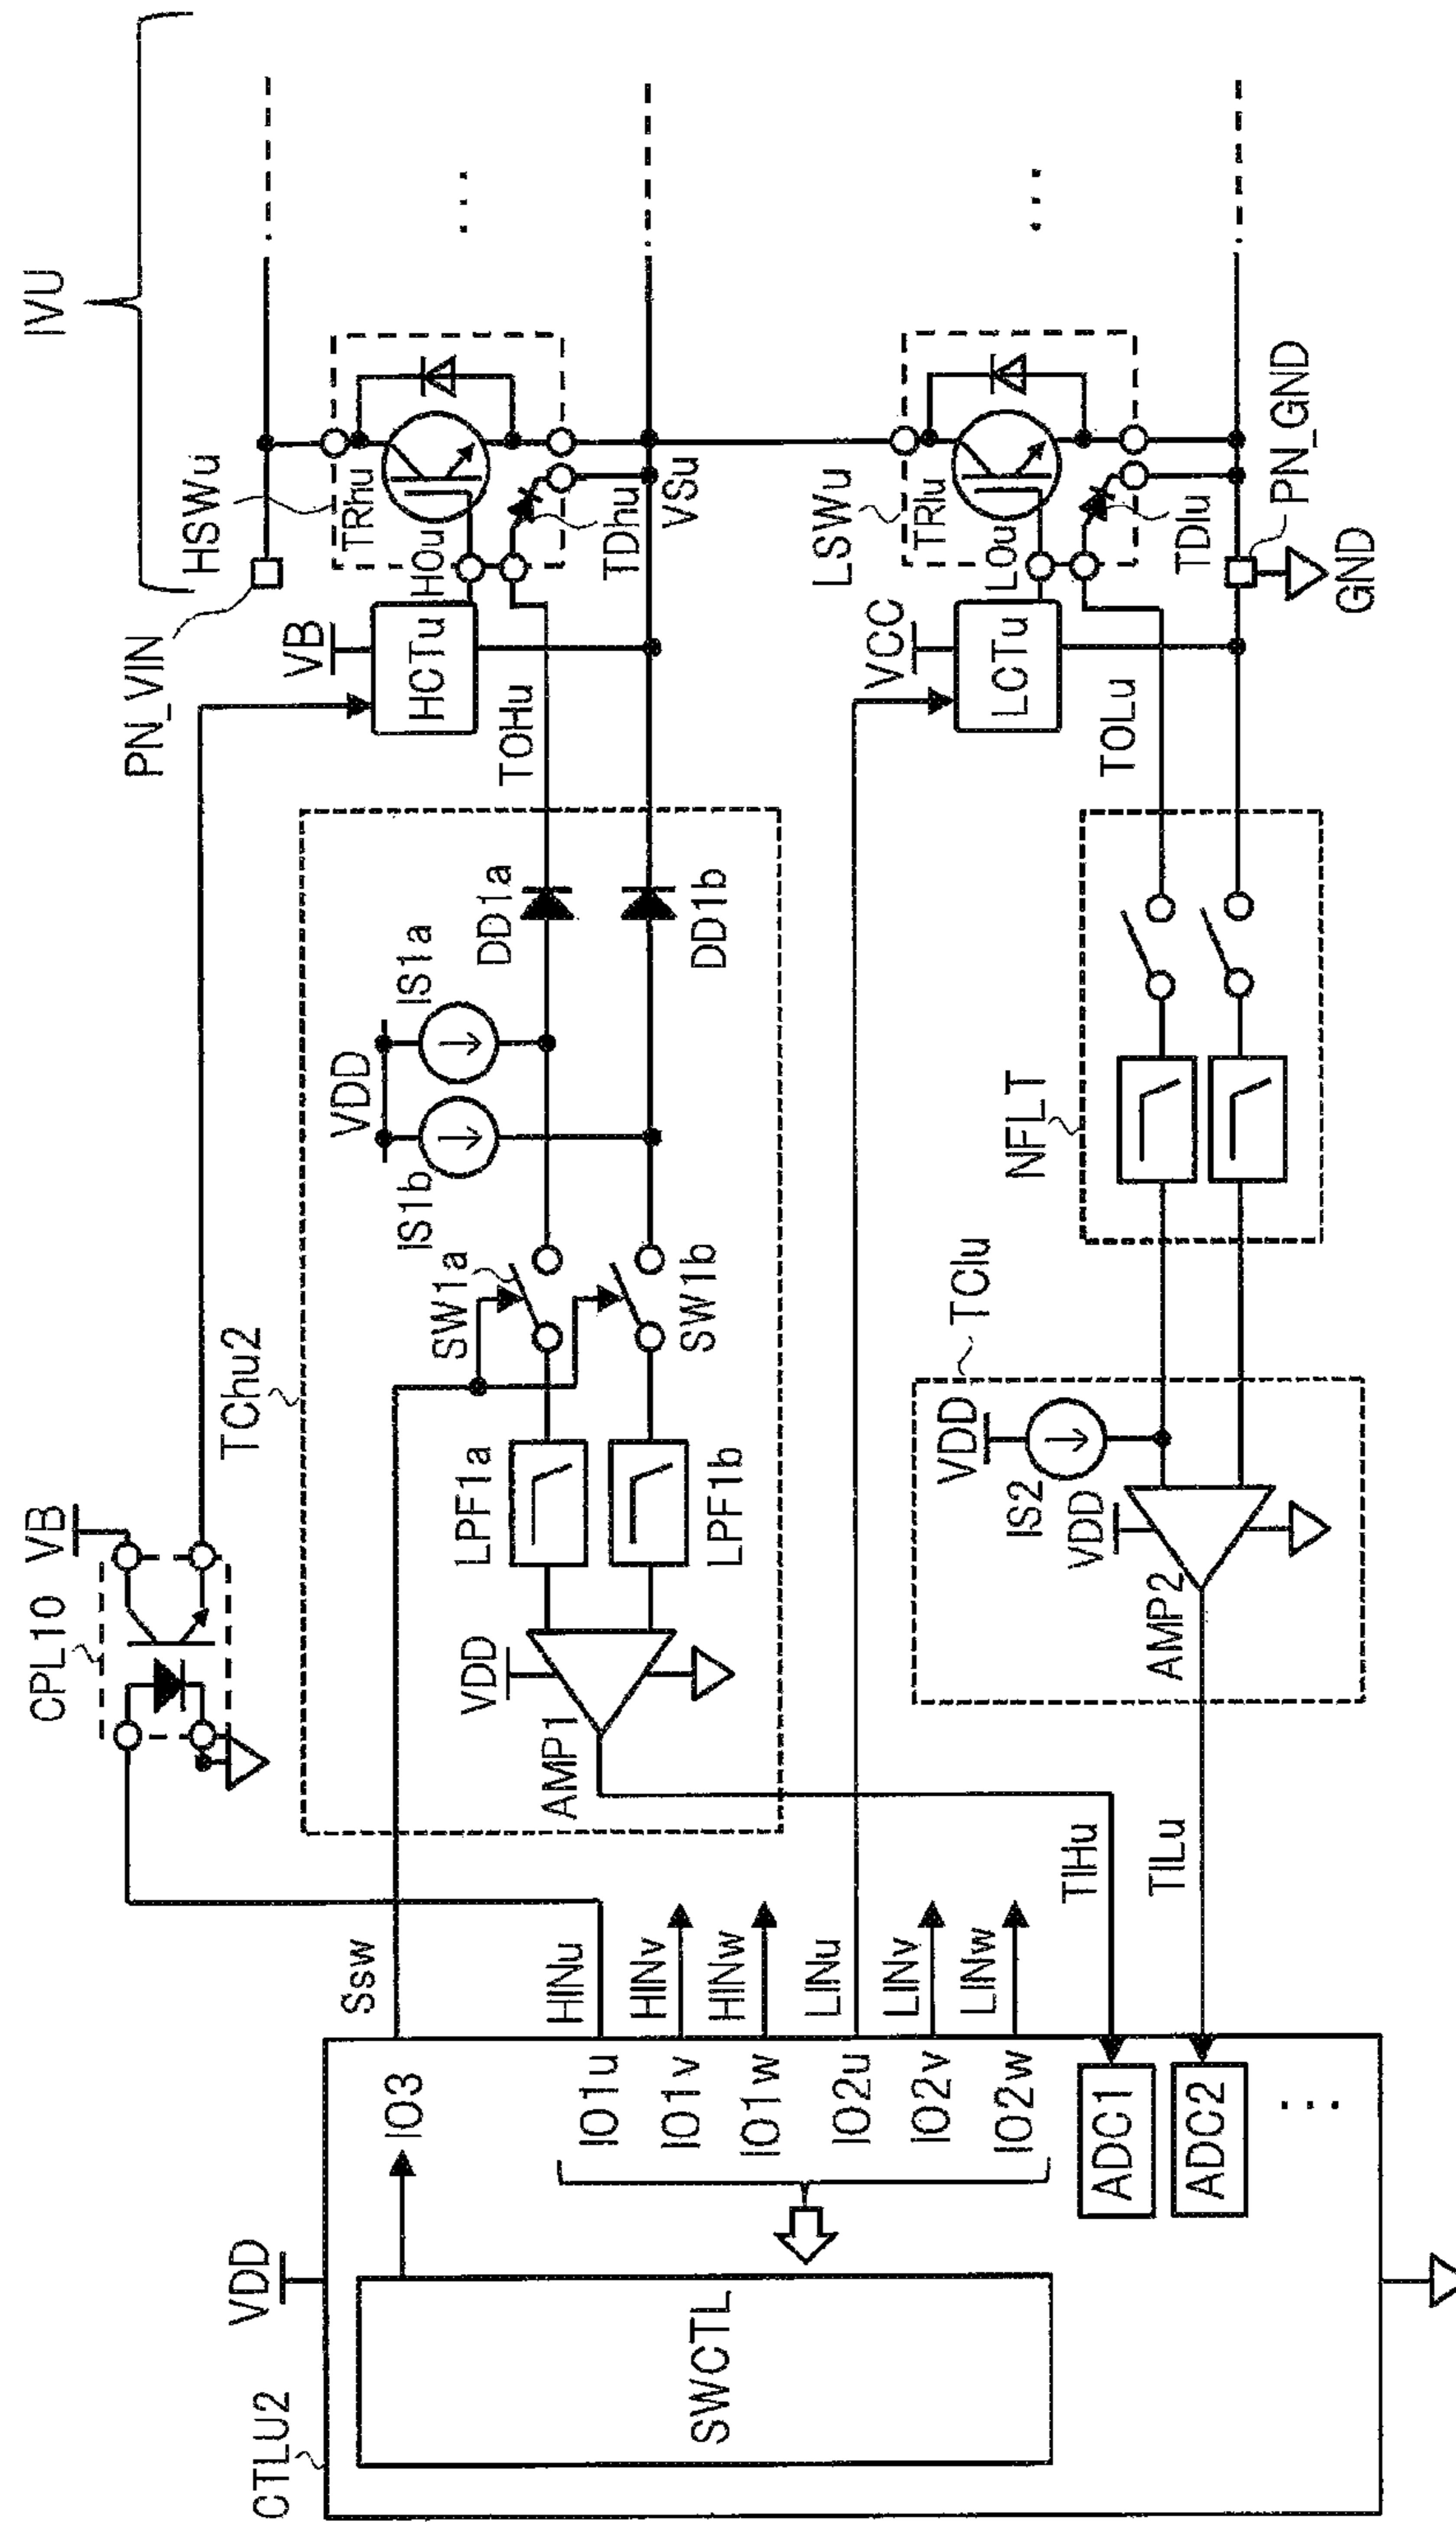 IVU
HSWu
PN_VIN
TRhu
HOu
TDhu
VSu
VB
HCTu
TOHu
LSWu
TRlu
LOu
TDlu
PN_GND
GND
VCC
LCTu
TOLu
TChu2
DD1a
DD1b
IS1a
VDD
IS1b
SW1a
SW1b
LPF1a
LPF1b
VDD
AMP1
CPL10
VB
NFLT
TClu
VDD
IS2
VDD
AMP2
Ssw
HINu
HINv
HINw
LINu
LINv
LINw
TIHu
TILu
IO3
IO1u
IO1v
IO1w
IO2u
IO2v
IO2w
ADC1
ADC2
...
VDD
CTLU2
SWCTL